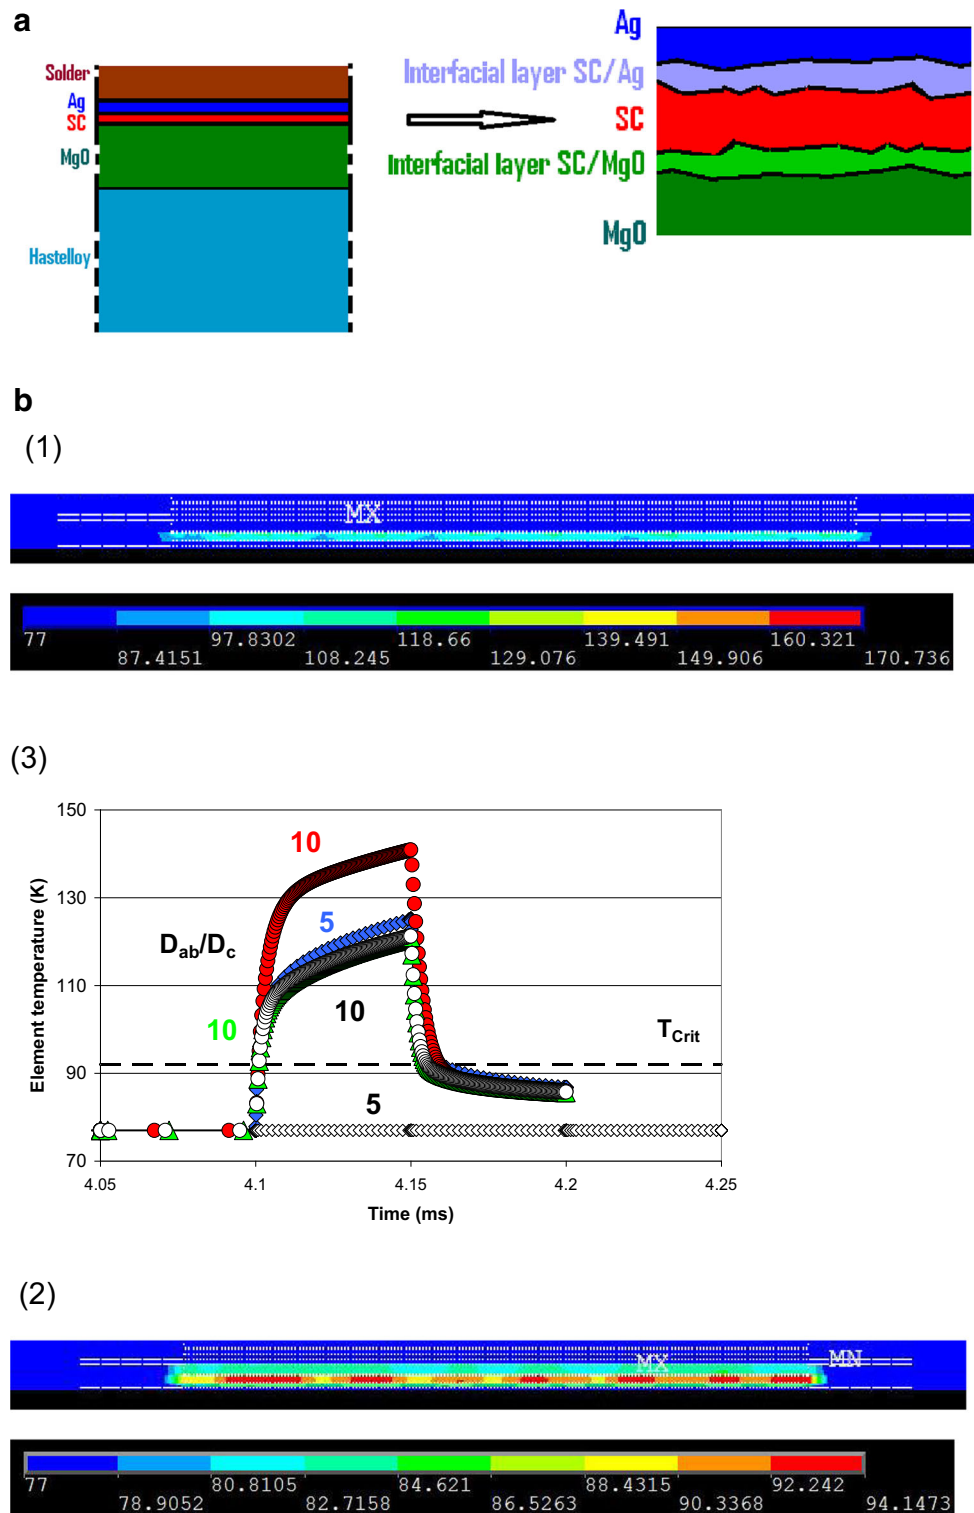 a
Solder
Ag
SC
MgO
Hastelloy
Ag
Interfacial layer SC/Ag
SC
Interfacial layer SC/MgO
MgO
b
(1)
MX
77 97.8302 118.66 139.491 160.321
87.4151 108.245 129.076 149.906 170.736
(3)
150
130
110
90
70
Element temperature (K)
10
5
Dab/Dc
10
10
TCrit
5
4.05 4.1 4.15 4.2 4.25
Time (ms)
(2)
MX MN
77 80.8105 84.621 88.4315 92.242
78.9052 82.7158 86.5263 90.3368 94.1473